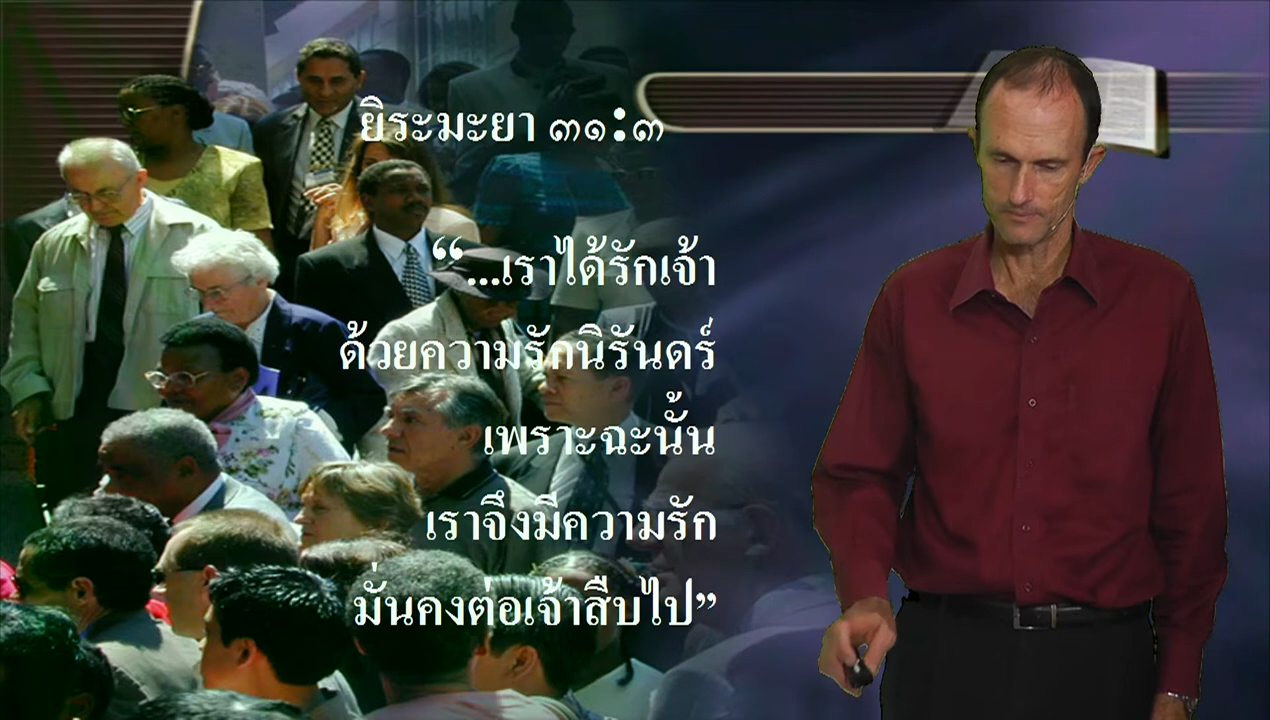 ยิระมะยา ๓๑:๓
“...เราได้รักเจ้า
ด้วยความรักนิรันดร์
เพราะฉะนั้น
เราจึงมีความรัก
มั่นคงต่อเจ้าสืบไป”